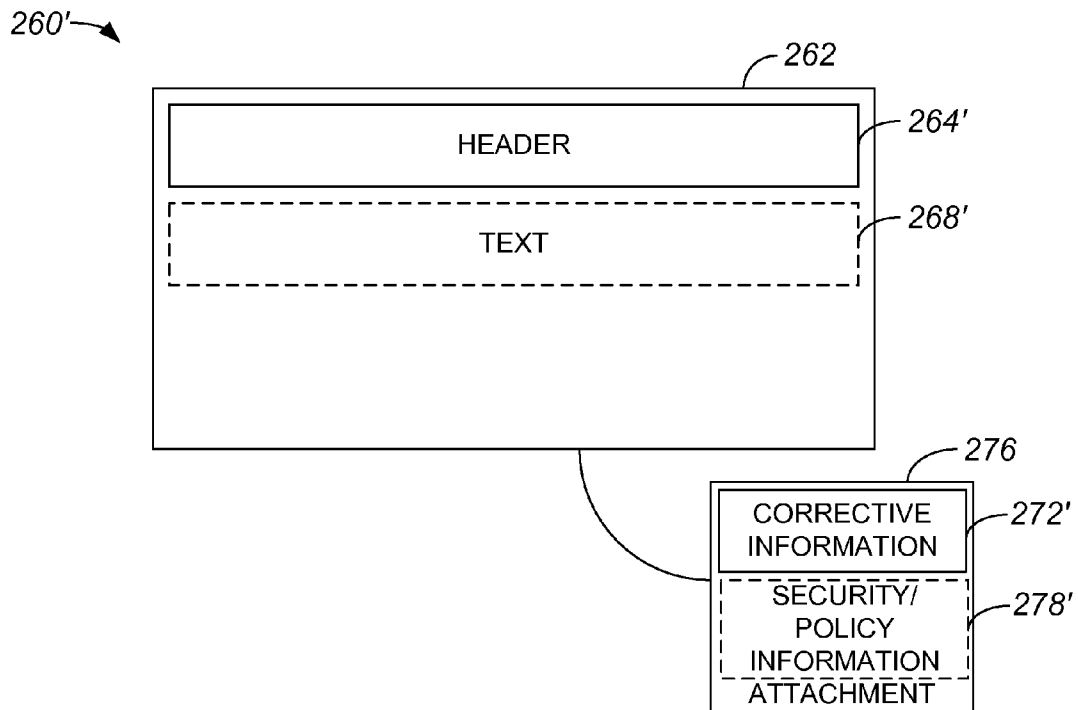 260'
262
HEADER
264'
TEXT
268'
276
CORRECTIVE
INFORMATION
272'
SECURITY/
POLICY
INFORMATION
278'
ATTACHMENT